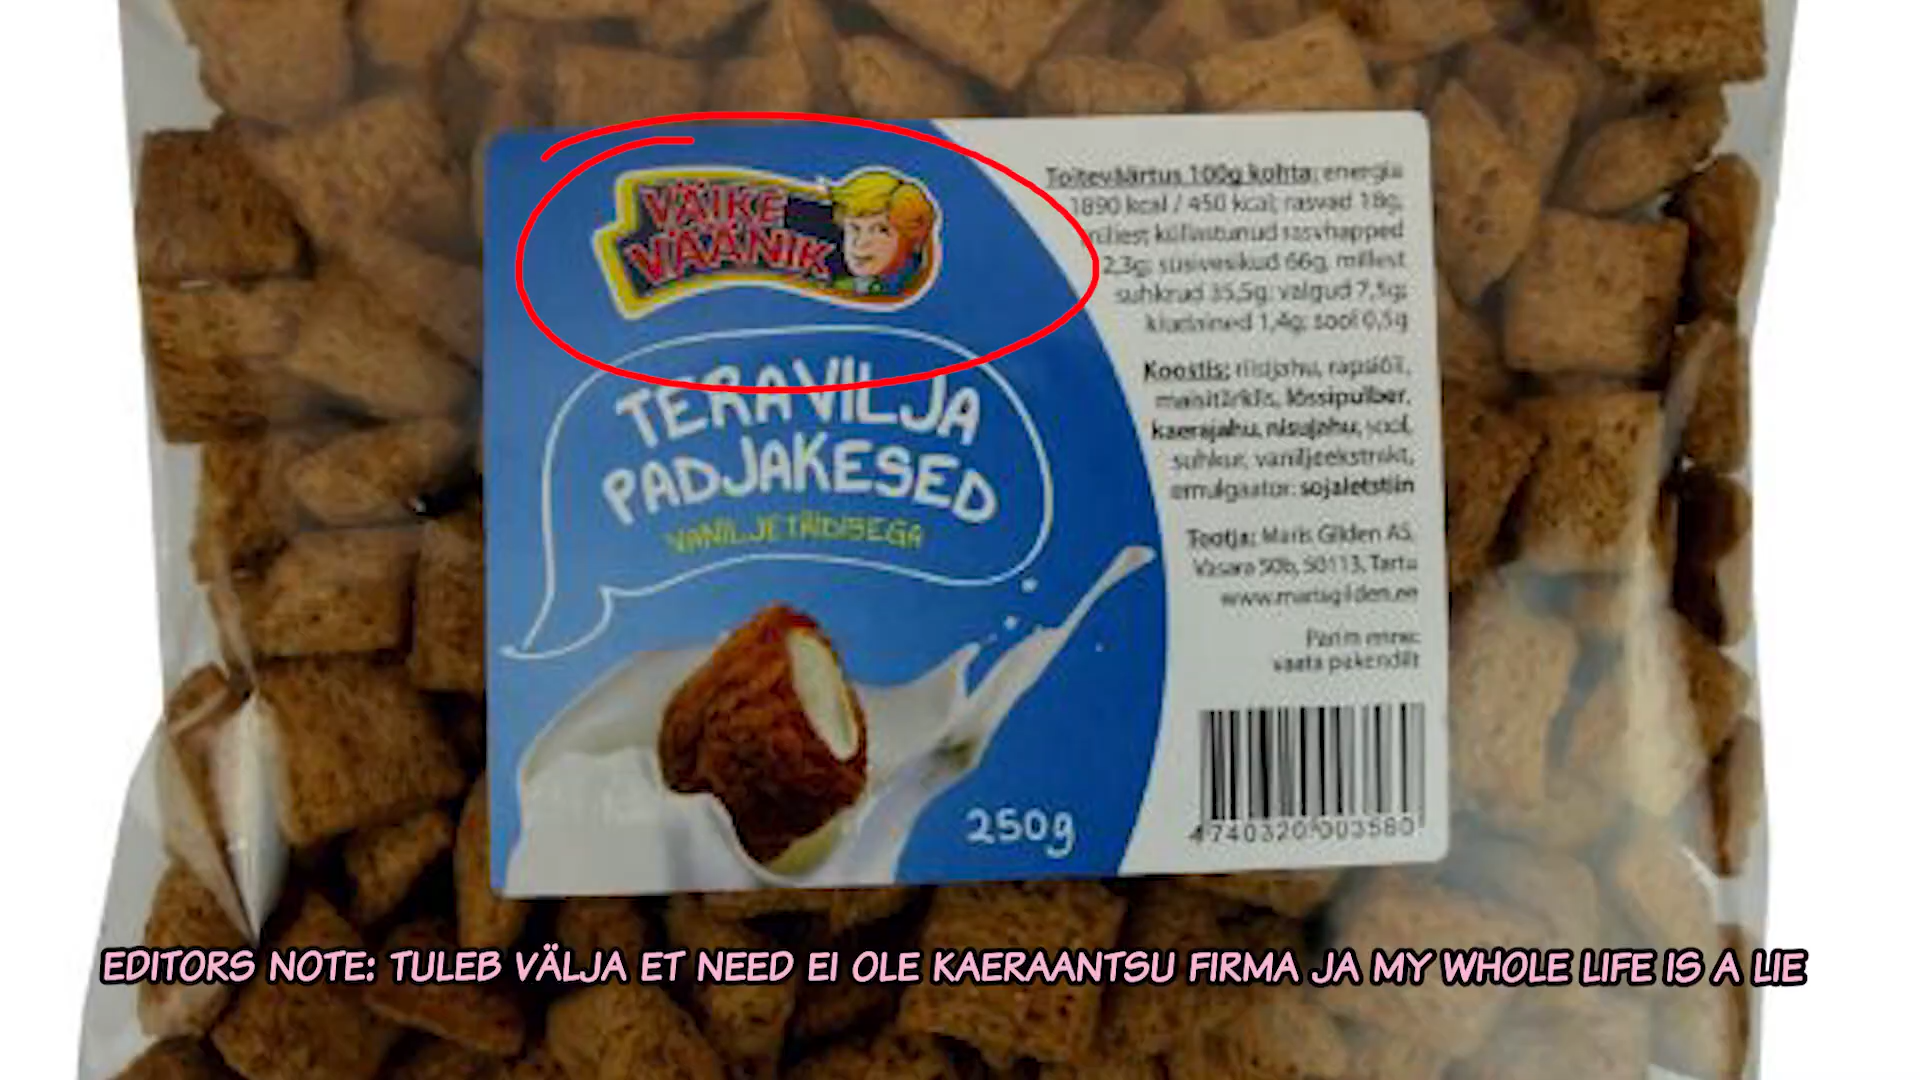 VÄIKE
VÄÄNIK
TERAVILJA
PADJAKESED
VANILJETÄIDISEGA
250g
Toiteväärtus 100g kohta: energia
1890 kcal / 450 kcal; rasvad 18g,
millest küllastunud rasvhapped
2,3g; süsivesikud 66g, millest
suhkrud 35,5g; valgud 7,5g;
kiudained 1,4g; sool 0,5g
Koostis: riisijahu, rapsiõli,
maisitärklis, lõssipulber,
kaerajahu, nisujahu, sool,
suhkur, vaniljeekstrakt,
emulgaator: sojaletstiin
Tootja: Maris Gilden AS,
Vasara 50b, 50113, Tartu
www.marisgilden.ee
Parim enne:
vaata pakendilt
4740320003580
EDITORS NOTE: TULEB VÄLJA ET NEED EI OLE KAERAANTSU FIRMA JA MY WHOLE LIFE IS A LIE